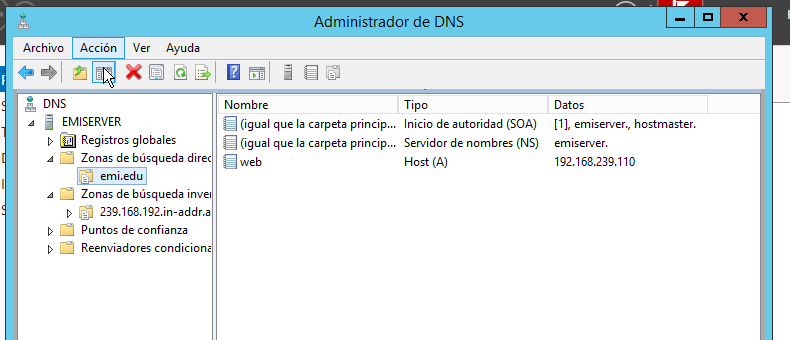 Administrador de DNS
Archivo Acción Ver Ayuda
DNS
EMISERVER
Registros globales
Zonas de búsqueda direc
emi.edu
Zonas de búsqueda inver
239.168.192.in-addr.a
Puntos de confianza
Reenviadores condiciona
Nombre Tipo Datos
(igual que la carpeta princip... Inicio de autoridad (SOA) [1], emiserver., hostmaster.
(igual que la carpeta princip... Servidor de nombres (NS) emiserver.
web Host (A) 192.168.239.110